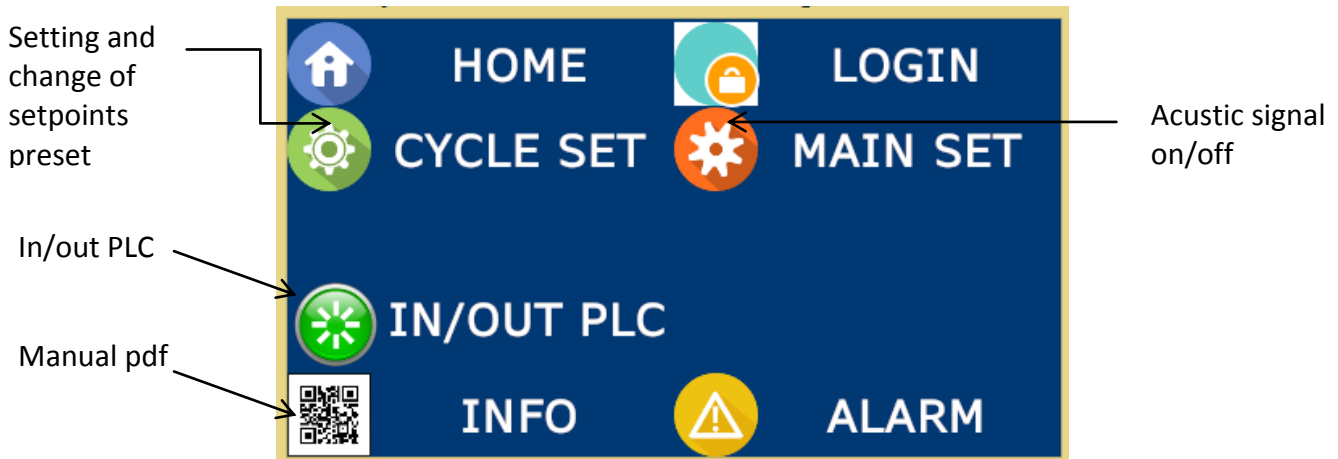 Setting and
change of
setpoints
preset
In/out PLC
Manual pdf
HOME
LOGIN
CYCLE SET
MAIN SET
IN/OUT PLC
INFO
ALARM
Acustic signal
on/off